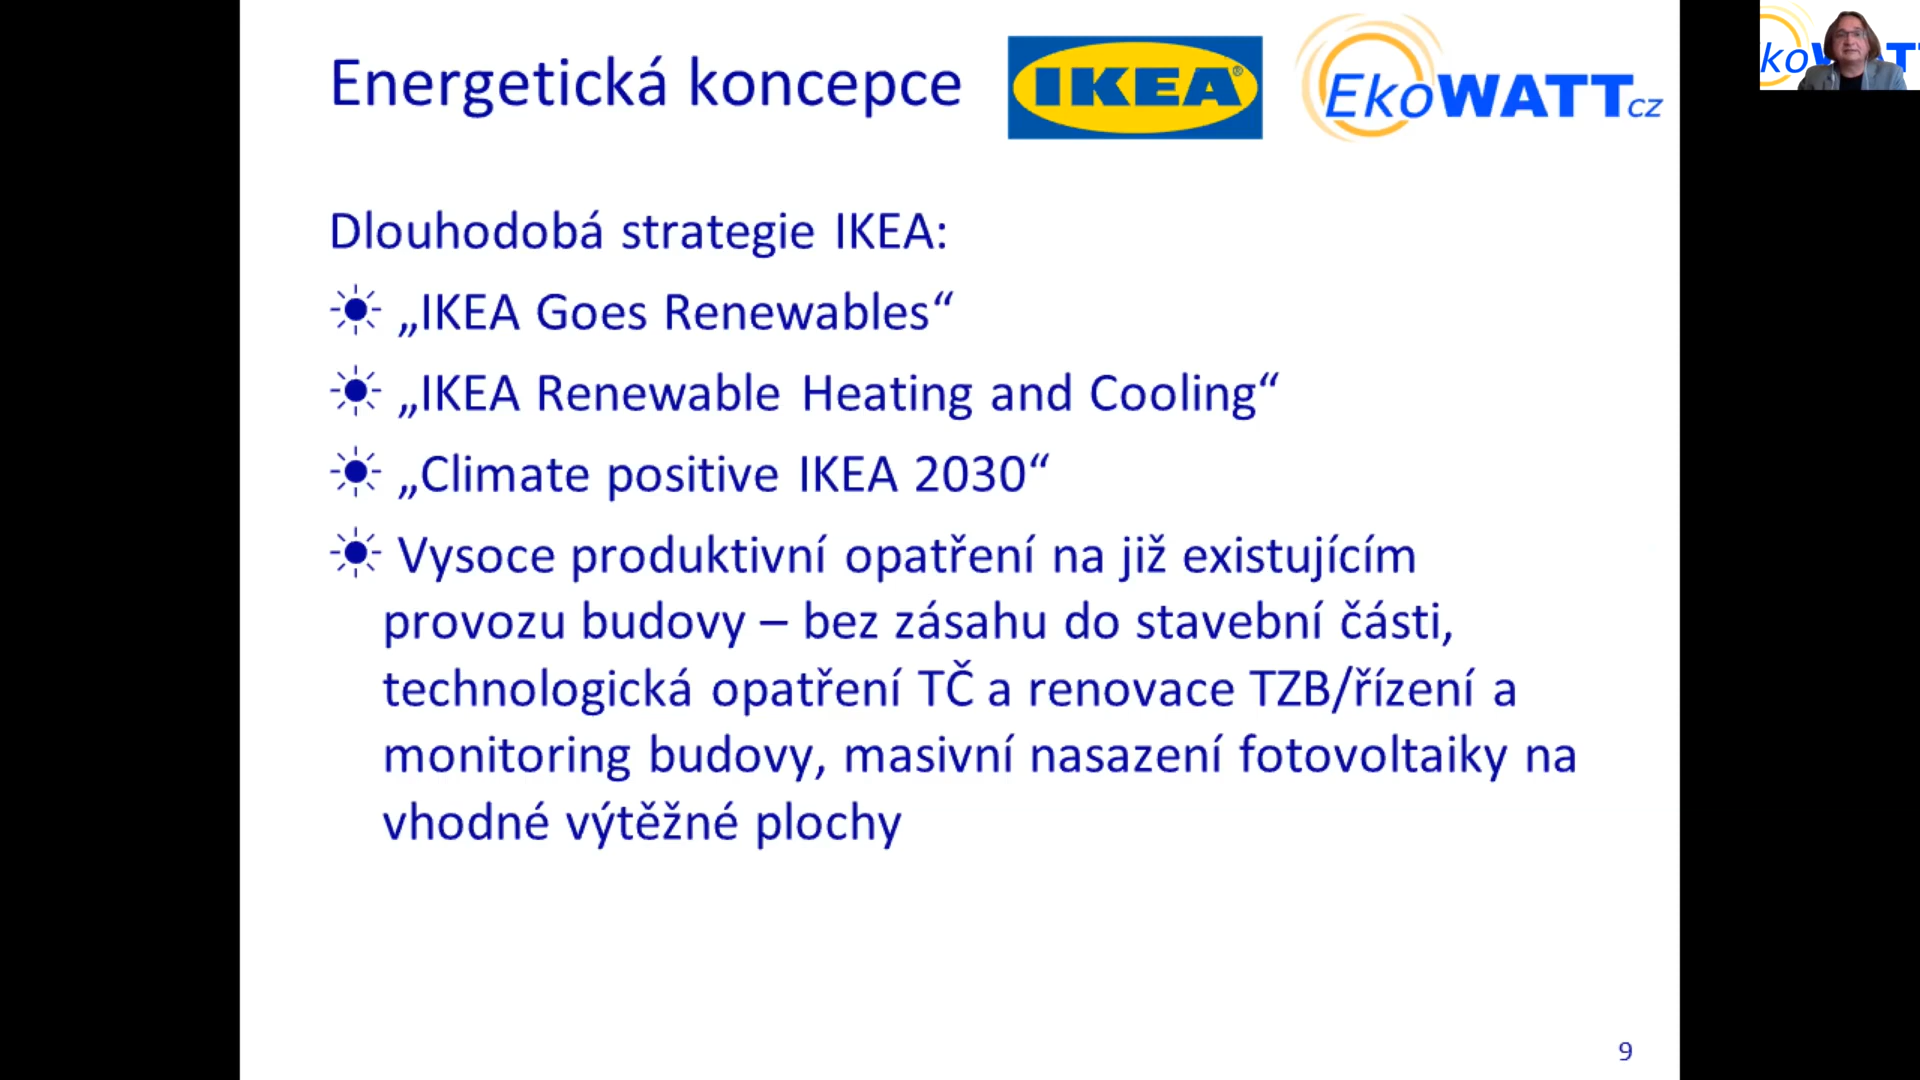 Energetická koncepce
IKEA®
EkoWATTcz
Dlouhodobá strategie IKEA:
„IKEA Goes Renewables“
„IKEA Renewable Heating and Cooling“
„Climate positive IKEA 2030“
Vysoce produktivní opatření na již existujícím
provozu budovy – bez zásahu do stavební části,
technologická opatření TČ a renovace TZB/řízení a
monitoring budovy, masivní nasazení fotovoltaiky na
vhodné výtěžné plochy
9